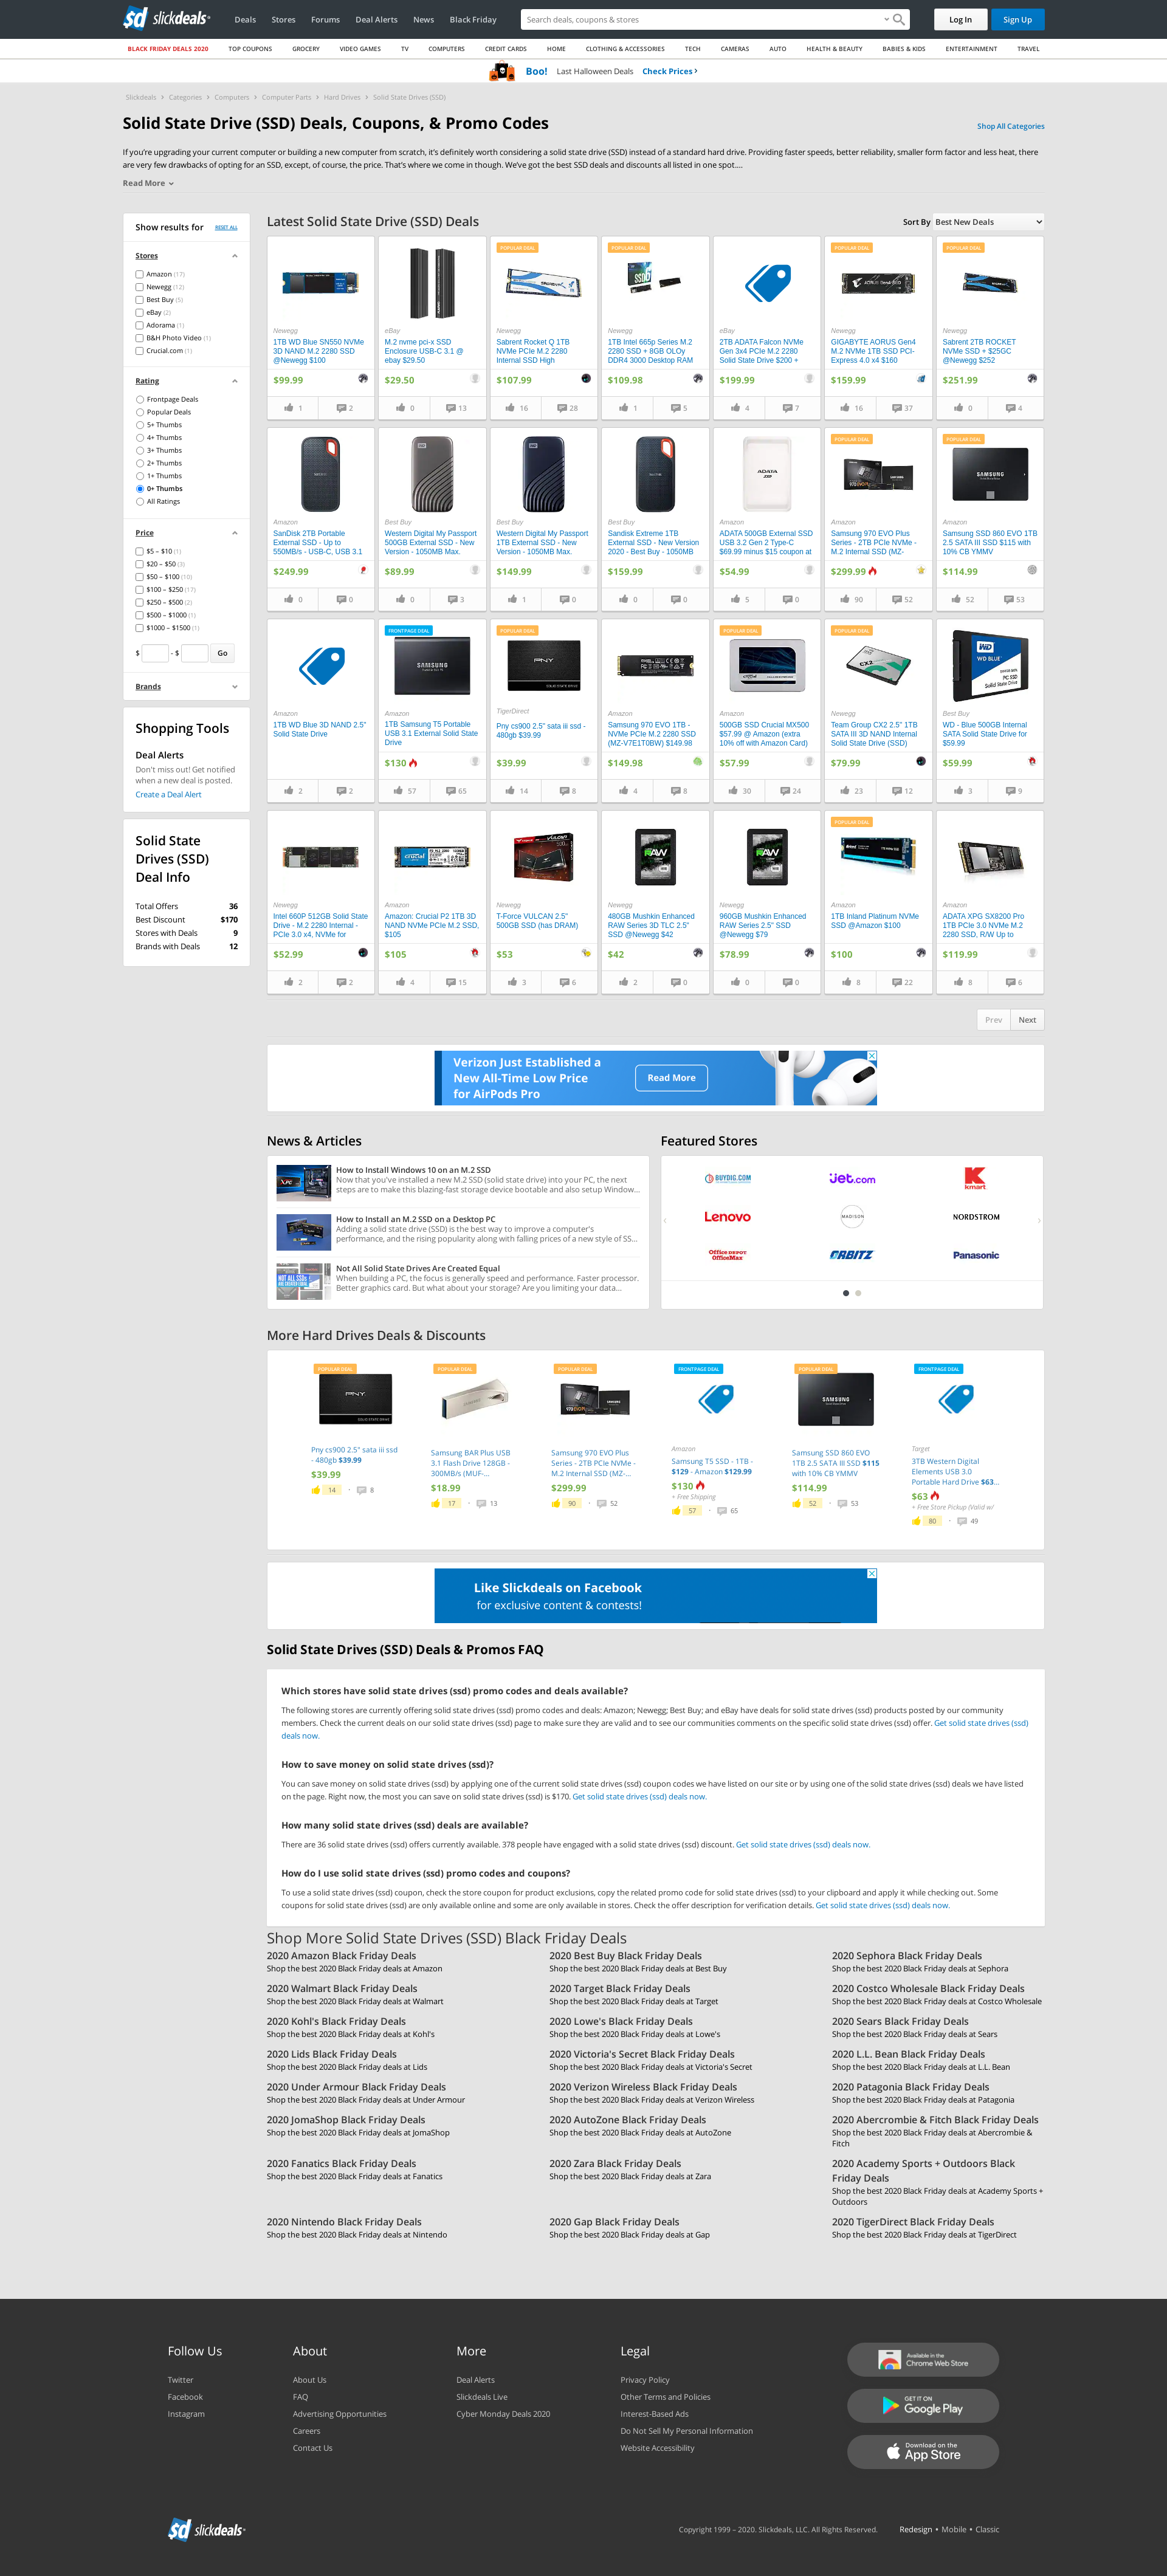 sd slickdeals
Deals Stores Forums Deal Alerts News Black Friday
Search deals, coupons & stores
Log In
Sign Up
BLACK FRIDAY DEALS 2020 TOP COUPONS GROCERY VIDEO GAMES TV COMPUTERS CREDIT CARDS HOME CLOTHING & ACCESSORIES TECH CAMERAS AUTO HEALTH & BEAUTY BABIES & KIDS ENTERTAINMENT TRAVEL
Boo! Last Halloween Deals Check Prices
Slickdeals > Categories > Computers > Computer Parts > Hard Drives > Solid State Drives (SSD)
Solid State Drive (SSD) Deals, Coupons, & Promo Codes
Shop All Categories
If you're upgrading your current computer or building a new computer from scratch, it's definitely worth considering a solid state drive (SSD) instead of a standard hard drive. Providing faster speeds, better reliability, smaller form factor and less heat, there
are very few drawbacks of opting for an SSD, except, of course, the price. That's where we come in though. We've got the best SSD deals and discounts all listed in one spot....
Read More
Show results for RESET ALL
Stores
Amazon (17)
Newegg (12)
Best Buy (5)
eBay (2)
Adorama (1)
B&H Photo Video (1)
Crucial.com (1)
Rating
Frontpage Deals
Popular Deals
5+ Thumbs
4+ Thumbs
3+ Thumbs
2+ Thumbs
1+ Thumbs
0+ Thumbs
All Ratings
Price
$5 – $10 (1)
$20 – $50 (3)
$50 – $100 (10)
$100 – $250 (17)
$250 – $500 (2)
$500 – $1000 (1)
$1000 – $1500 (1)
$ - $ Go
Brands
Shopping Tools
Deal Alerts
Don't miss out! Get notified
when a new deal is posted.
Create a Deal Alert
Solid State
Drives (SSD)
Deal Info
Total Offers 36
Best Discount $170
Stores with Deals 9
Brands with Deals 12
Latest Solid State Drive (SSD) Deals
Sort By Best New Deals
Newegg
1TB WD Blue SN550 NVMe
3D NAND M.2 2280 SSD
@Newegg $100
$99.99
1 2
eBay
M.2 nvme pci-x SSD
Enclosure USB-C 3.1 @
ebay $29.50
$29.50
0 13
POPULAR DEAL
Newegg
Sabrent Rocket Q 1TB
NVMe PCIe M.2 2280
Internal SSD High
$107.99
16 28
POPULAR DEAL
Newegg
1TB Intel 665p Series M.2
2280 SSD + 8GB OLOy
DDR4 3000 Desktop RAM
$109.98
1 5
eBay
2TB ADATA Falcon NVMe
Gen 3x4 PCIe M.2 2280
Solid State Drive $200 +
$199.99
4 7
POPULAR DEAL
Newegg
GIGABYTE AORUS Gen4
M.2 NVMe 1TB SSD PCI-
Express 4.0 x4 $160
$159.99
16 37
POPULAR DEAL
Newegg
Sabrent 2TB ROCKET
NVMe SSD + $25GC
@Newegg $252
$251.99
0 4
Amazon
SanDisk 2TB Portable
External SSD - Up to
550MB/s - USB-C, USB 3.1
$249.99
0 0
Best Buy
Western Digital My Passport
500GB External SSD - New
Version - 1050MB Max.
$89.99
0 3
Best Buy
Western Digital My Passport
1TB External SSD - New
Version - 1050MB Max.
$149.99
1 0
Best Buy
Sandisk Extreme 1TB
External SSD - New Version
2020 - Best Buy - 1050MB
$159.99
0 0
Amazon
ADATA 500GB External SSD
USB 3.2 Gen 2 Type-C
$69.99 minus $15 coupon at
$54.99
5 0
POPULAR DEAL
Amazon
Samsung 970 EVO Plus
Series - 2TB PCIe NVMe -
M.2 Internal SSD (MZ-
$299.99
90 52
POPULAR DEAL
SAMSUNG
Amazon
Samsung SSD 860 EVO 1TB
2.5 SATA III SSD $115 with
10% CB YMMV
$114.99
52 53
Amazon
1TB WD Blue 3D NAND 2.5"
Solid State Drive
2 2
FRONTPAGE DEAL
SAMSUNG
Amazon
1TB Samsung T5 Portable
USB 3.1 External Solid State
Drive
$130
57 65
POPULAR DEAL
PNY
SOLID STATE DRIVE
TigerDirect
Pny cs900 2.5" sata iii ssd -
480gb $39.99
$39.99
14 8
Amazon
Samsung 970 EVO 1TB -
NVMe PCIe M.2 2280 SSD
(MZ-V7E1T0BW) $149.98
$149.98
4 8
POPULAR DEAL
Amazon
500GB SSD Crucial MX500
$57.99 @ Amazon (extra
10% off with Amazon Card)
$57.99
30 24
POPULAR DEAL
CX2
Newegg
Team Group CX2 2.5" 1TB
SATA III 3D NAND Internal
Solid State Drive (SSD)
$79.99
23 12
WD BLUE
PC SSD
Solid State Drive
Best Buy
WD - Blue 500GB Internal
SATA Solid State Drive for
$59.99
$59.99
3 9
Newegg
Intel 660P 512GB Solid State
Drive - M.2 2280 Internal -
PCIe 3.0 x4, NVMe for
$52.99
2 2
crucial
Amazon
Amazon: Crucial P2 1TB 3D
NAND NVMe PCIe M.2 SSD,
$105
$105
4 15
VULCAN
Newegg
T-Force VULCAN 2.5"
500GB SSD (has DRAM)
$53
3 6
RAW
Newegg
480GB Mushkin Enhanced
RAW Series 3D TLC 2.5"
SSD @Newegg $42
$42
2 0
RAW
Newegg
960GB Mushkin Enhanced
RAW Series 2.5" SSD
@Newegg $79
$78.99
0 0
POPULAR DEAL
Amazon
1TB Inland Platinum NVMe
SSD @Amazon $100
$100
8 22
Amazon
ADATA XPG SX8200 Pro
1TB PCIe 3.0 NVMe M.2
2280 SSD, R/W Up to
$119.99
8 6
Prev Next
Verizon Just Established a
New All-Time Low Price
for AirPods Pro
Read More
News & Articles
How to Install Windows 10 on an M.2 SSD
Now that you've installed a new M.2 SSD (solid state drive) into your PC, the next
steps are to make this blazing-fast storage device bootable and also setup Window...
How to Install an M.2 SSD on a Desktop PC
Adding a solid state drive (SSD) is the best way to improve a computer's
performance, and the rising popularity along with falling prices of a new style of SS...
NOT ALL SSDs
ARE CREATED EQUAL
Not All Solid State Drives Are Created Equal
When building a PC, the focus is generally speed and performance. Faster processor.
Better graphics card. But what about your storage? Are you limiting your data...
Featured Stores
BUYDIG.COM
Jet.com
kmart
Lenovo
MADISON
NORDSTROM
Office DEPOT
OfficeMax
ORBITZ
Panasonic
More Hard Drives Deals & Discounts
POPULAR DEAL
PNY
SOLID STATE DRIVE
Pny cs900 2.5" sata iii ssd
- 480gb $39.99
$39.99
14 · 8
POPULAR DEAL
Samsung BAR Plus USB
3.1 Flash Drive 128GB -
300MB/s (MUF-...
$18.99
17 · 13
POPULAR DEAL
Samsung 970 EVO Plus
Series - 2TB PCIe NVMe -
M.2 Internal SSD (MZ-...
$299.99
90 · 52
FRONTPAGE DEAL
Amazon
Samsung T5 SSD - 1TB -
$129 - Amazon $129.99
$130
+ Free Shipping
57 · 65
POPULAR DEAL
SAMSUNG
Samsung SSD 860 EVO
1TB 2.5 SATA III SSD $115
with 10% CB YMMV
$114.99
52 · 53
FRONTPAGE DEAL
Target
3TB Western Digital
Elements USB 3.0
Portable Hard Drive $63...
$63
+ Free Store Pickup (Valid w/
80 · 49
Like Slickdeals on Facebook
for exclusive content & contests!
Solid State Drives (SSD) Deals & Promos FAQ
Which stores have solid state drives (ssd) promo codes and deals available?
The following stores are currently offering solid state drives (ssd) promo codes and deals: Amazon; Newegg; Best Buy; and eBay have deals for solid state drives (ssd) products posted by our community
members. Check the current deals on our solid state drives (ssd) page to make sure they are valid and to see our communities comments on the specific solid state drives (ssd) offer. Get solid state drives (ssd)
deals now.
How to save money on solid state drives (ssd)?
You can save money on solid state drives (ssd) by applying one of the current solid state drives (ssd) coupon codes we have listed on our site or by using one of the solid state drives (ssd) deals we have listed
on the page. Right now, the most you can save on solid state drives (ssd) is $170. Get solid state drives (ssd) deals now.
How many solid state drives (ssd) deals are available?
There are 36 solid state drives (ssd) offers currently available. 378 people have engaged with a solid state drives (ssd) discount. Get solid state drives (ssd) deals now.
How do I use solid state drives (ssd) promo codes and coupons?
To use a solid state drives (ssd) coupon, check the store coupon for product exclusions, copy the related promo code for solid state drives (ssd) to your clipboard and apply it while checking out. Some
coupons for solid state drives (ssd) are only available online and some are only available in stores. Check the offer description for verification details. Get solid state drives (ssd) deals now.
Shop More Solid State Drives (SSD) Black Friday Deals
2020 Amazon Black Friday Deals
Shop the best 2020 Black Friday deals at Amazon
2020 Best Buy Black Friday Deals
Shop the best 2020 Black Friday deals at Best Buy
2020 Sephora Black Friday Deals
Shop the best 2020 Black Friday deals at Sephora
2020 Walmart Black Friday Deals
Shop the best 2020 Black Friday deals at Walmart
2020 Target Black Friday Deals
Shop the best 2020 Black Friday deals at Target
2020 Costco Wholesale Black Friday Deals
Shop the best 2020 Black Friday deals at Costco Wholesale
2020 Kohl's Black Friday Deals
Shop the best 2020 Black Friday deals at Kohl's
2020 Lowe's Black Friday Deals
Shop the best 2020 Black Friday deals at Lowe's
2020 Sears Black Friday Deals
Shop the best 2020 Black Friday deals at Sears
2020 Lids Black Friday Deals
Shop the best 2020 Black Friday deals at Lids
2020 Victoria's Secret Black Friday Deals
Shop the best 2020 Black Friday deals at Victoria's Secret
2020 L.L. Bean Black Friday Deals
Shop the best 2020 Black Friday deals at L.L. Bean
2020 Under Armour Black Friday Deals
Shop the best 2020 Black Friday deals at Under Armour
2020 Verizon Wireless Black Friday Deals
Shop the best 2020 Black Friday deals at Verizon Wireless
2020 Patagonia Black Friday Deals
Shop the best 2020 Black Friday deals at Patagonia
2020 JomaShop Black Friday Deals
Shop the best 2020 Black Friday deals at JomaShop
2020 AutoZone Black Friday Deals
Shop the best 2020 Black Friday deals at AutoZone
2020 Abercrombie & Fitch Black Friday Deals
Shop the best 2020 Black Friday deals at Abercrombie &
Fitch
2020 Fanatics Black Friday Deals
Shop the best 2020 Black Friday deals at Fanatics
2020 Zara Black Friday Deals
Shop the best 2020 Black Friday deals at Zara
2020 Academy Sports + Outdoors Black
Friday Deals
Shop the best 2020 Black Friday deals at Academy Sports +
Outdoors
2020 Nintendo Black Friday Deals
Shop the best 2020 Black Friday deals at Nintendo
2020 Gap Black Friday Deals
Shop the best 2020 Black Friday deals at Gap
2020 TigerDirect Black Friday Deals
Shop the best 2020 Black Friday deals at TigerDirect
Follow Us
Twitter
Facebook
Instagram
About
About Us
FAQ
Advertising Opportunities
Careers
Contact Us
More
Deal Alerts
Slickdeals Live
Cyber Monday Deals 2020
Legal
Privacy Policy
Other Terms and Policies
Interest-Based Ads
Do Not Sell My Personal Information
Website Accessibility
Available in the
Chrome Web Store
GET IT ON
Google Play
Download on the
App Store
sd slickdeals
Copyright 1999 – 2020. Slickdeals, LLC. All Rights Reserved. Redesign • Mobile • Classic